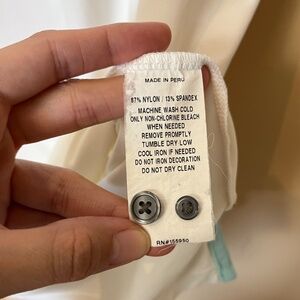 MADE IN PERU
87% NYLON / 13% SPANDEX
MACHINE WASH COLD
ONLY NON-CHLORINE BLEACH
WHEN NEEDED
REMOVE PROMPTLY
TUMBLE DRY LOW
COOL IRON IF NEEDED
DO NOT IRON DECORATION
DO NOT DRY CLEAN
RN#155950